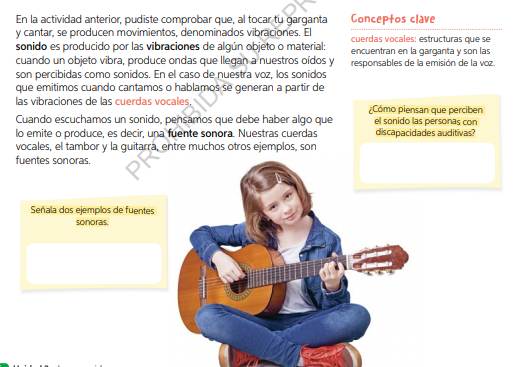 En la actividad anterior, pudiste comprobar que, al tocar tu garganta
y cantar, se producen movimientos, denominados vibraciones. El
sonido es producido por las vibraciones de algún objeto o material:
cuando un objeto vibra, produce ondas que llegan a nuestros oídos y
son percibidas como sonidos. En el caso de nuestra voz, los sonidos
que emitimos cuando cantamos o hablamos se generan a partir de
las vibraciones de las cuerdas vocales.
Cuando escuchamos un sonido, pensamos que debe haber algo que
lo emite o produce, es decir, una fuente sonora. Nuestras cuerdas
vocales, el tambor y la guitarra, entre muchos otros ejemplos, son
fuentes sonoras.
Conceptos clave
cuerdas vocales: estructuras que se
encuentran en la garganta y son las
responsables de la emisión de la voz.
¿Cómo piensan que perciben
el sonido las personas con
discapacidades auditivas?
Señala dos ejemplos de fuentes
sonoras.